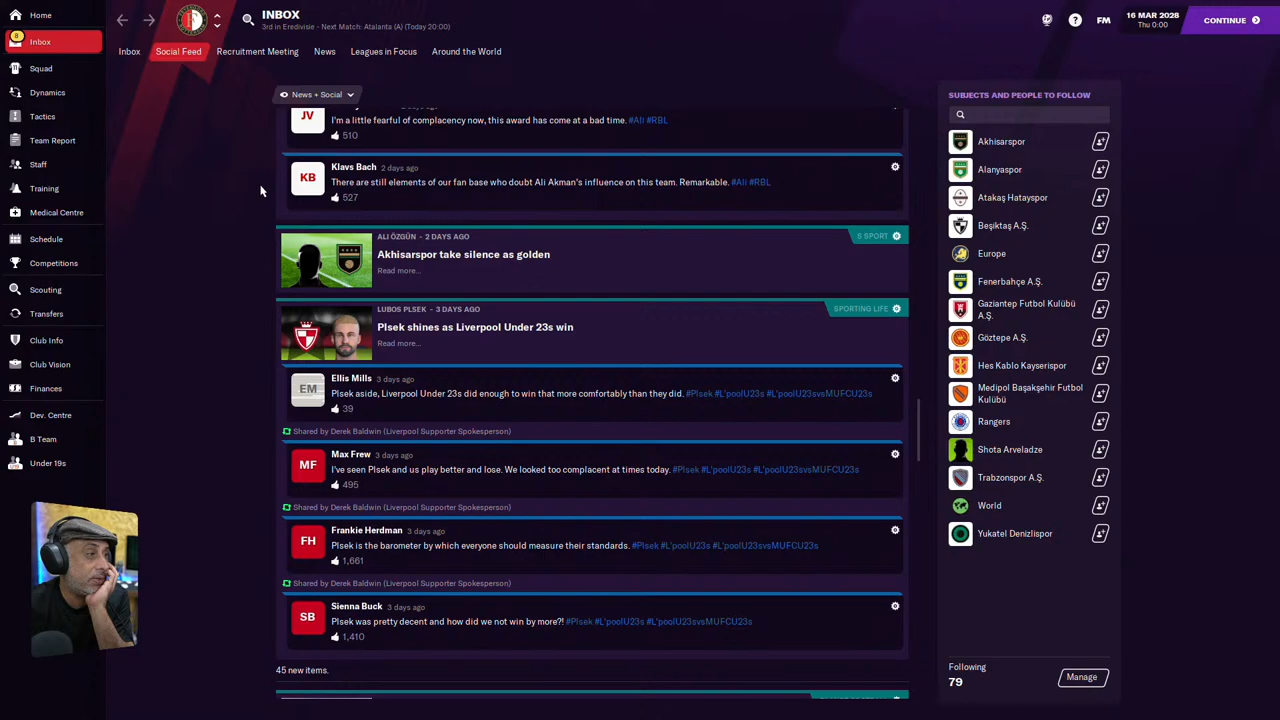 Home
INBOX
3rd in Eredivisie - Next Match: Atalanta (A) (Today 20:00)
FM
16 MAR 2028
Thu 0:00
CONTINUE
8
Inbox
Inbox
Social Feed
Recruitment Meeting
News
Leagues in Focus
Around the World
Squad
Dynamics
Tactics
Team Report
Staff
Training
Medical Centre
Schedule
Competitions
Scouting
Transfers
Club Info
Club Vision
Finances
Dev. Centre
B Team
Under 19s
News + Social
JV
I'm a little fearful of complacency now, this award has come at a bad time. #Ali #RBL
510
KB
Klavs Bach 2 days ago
There are still elements of our fan base who doubt Ali Akman's influence on this team. Remarkable. #Ali #RBL
527
ALI ÖZGÜN - 2 DAYS AGO
S SPORT
Akhisarspor take silence as golden
Read more...
LUBOS PLSEK - 3 DAYS AGO
SPORTING LIFE
Plsek shines as Liverpool Under 23s win
Read more...
EM
Ellis Mills 3 days ago
Plsek aside, Liverpool Under 23s did enough to win that more comfortably than they did. #Plsek #L'poolU23s #L'poolU23svsMUFCU23s
39
Shared by Derek Baldwin (Liverpool Supporter Spokesperson)
MF
Max Frew 3 days ago
I've seen Plsek and us play better and lose. We looked too complacent at times today. #Plsek #L'poolU23s #L'poolU23svsMUFCU23s
495
Shared by Derek Baldwin (Liverpool Supporter Spokesperson)
FH
Frankie Herdman 3 days ago
Plsek is the barometer by which everyone should measure their standards. #Plsek #L'poolU23s #L'poolU23svsMUFCU23s
1,661
Shared by Derek Baldwin (Liverpool Supporter Spokesperson)
SB
Sienna Buck 3 days ago
Plsek was pretty decent and how did we not win by more?! #Plsek #L'poolU23s #L'poolU23svsMUFCU23s
1,410
45 new items.
SUBJECTS AND PEOPLE TO FOLLOW
Akhisarspor
Alanyaspor
Atakaş Hatayspor
Beşiktaş A.Ş.
Europe
Fenerbahçe A.Ş.
Gaziantep Futbol Kulübü
A.Ş.
Göztepe A.Ş.
Hes Kablo Kayserispor
Medipol Başakşehir Futbol
Kulübü
Rangers
Shota Arveladze
Trabzonspor A.Ş.
World
Yukatel Denizlispor
Following
79
Manage